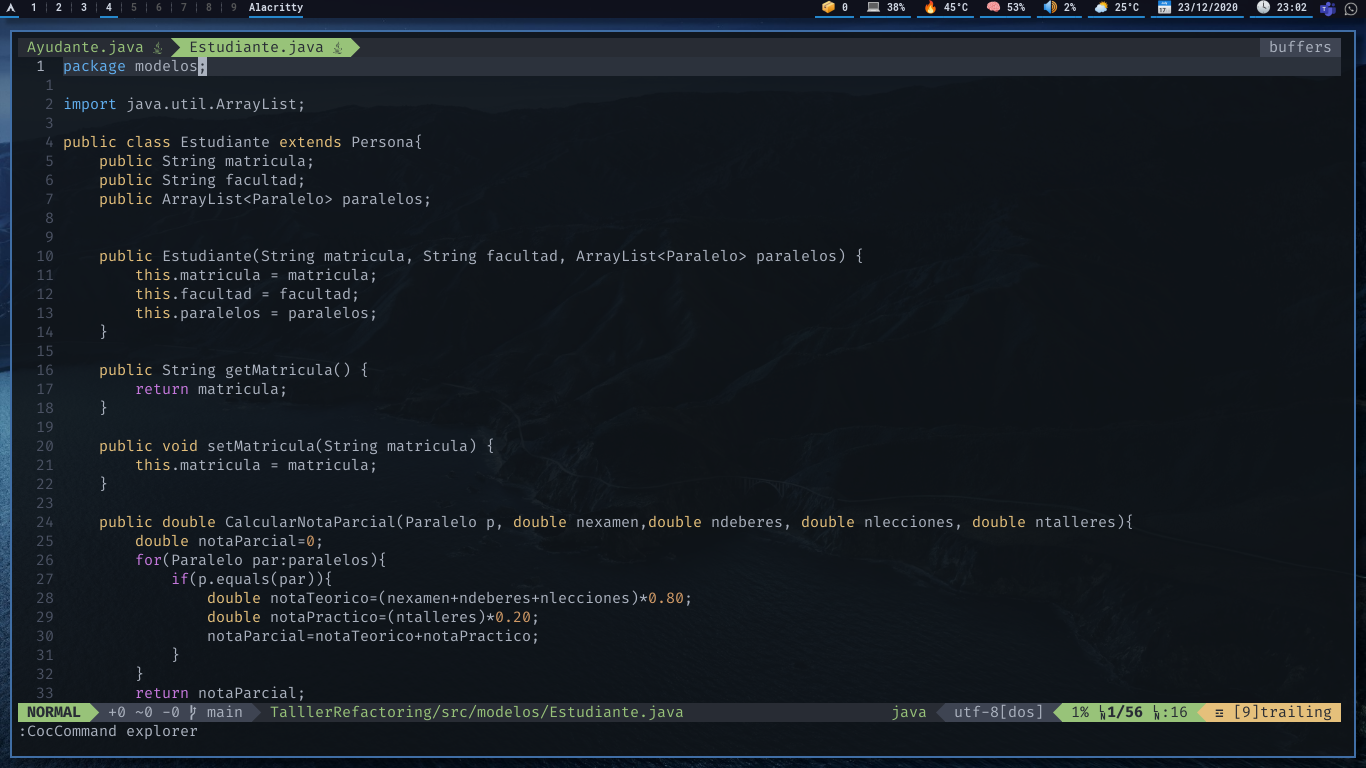 1 2 3 4 5 6 7 8 9 Alacritty 0 38% 45°C 53% 2% 25°C 23/12/2020 23:02
Ayudante.java Estudiante.java buffers
1 package modelos;
1
2 import java.util.ArrayList;
3
4 public class Estudiante extends Persona{
5 public String matricula;
6 public String facultad;
7 public ArrayList<Paralelo> paralelos;
8
9
10 public Estudiante(String matricula, String facultad, ArrayList<Paralelo> paralelos) {
11 this.matricula = matricula;
12 this.facultad = facultad;
13 this.paralelos = paralelos;
14 }
15
16 public String getMatricula() {
17 return matricula;
18 }
19
20 public void setMatricula(String matricula) {
21 this.matricula = matricula;
22 }
23
24 public double CalcularNotaParcial(Paralelo p, double nexamen,double ndeberes, double nlecciones, double ntalleres){
25 double notaParcial=0;
26 for(Paralelo par:paralelos){
27 if(p.equals(par)){
28 double notaTeorico=(nexamen+ndeberes+nlecciones)*0.80;
29 double notaPractico=(ntalleres)*0.20;
30 notaParcial=notaTeorico+notaPractico;
31 }
32 }
33 return notaParcial;
NORMAL +0 ~0 -0 main TalllerRefactoring/src/modelos/Estudiante.java java utf-8[dos] 1% 1/56 :16 [9]trailing
:CocCommand explorer